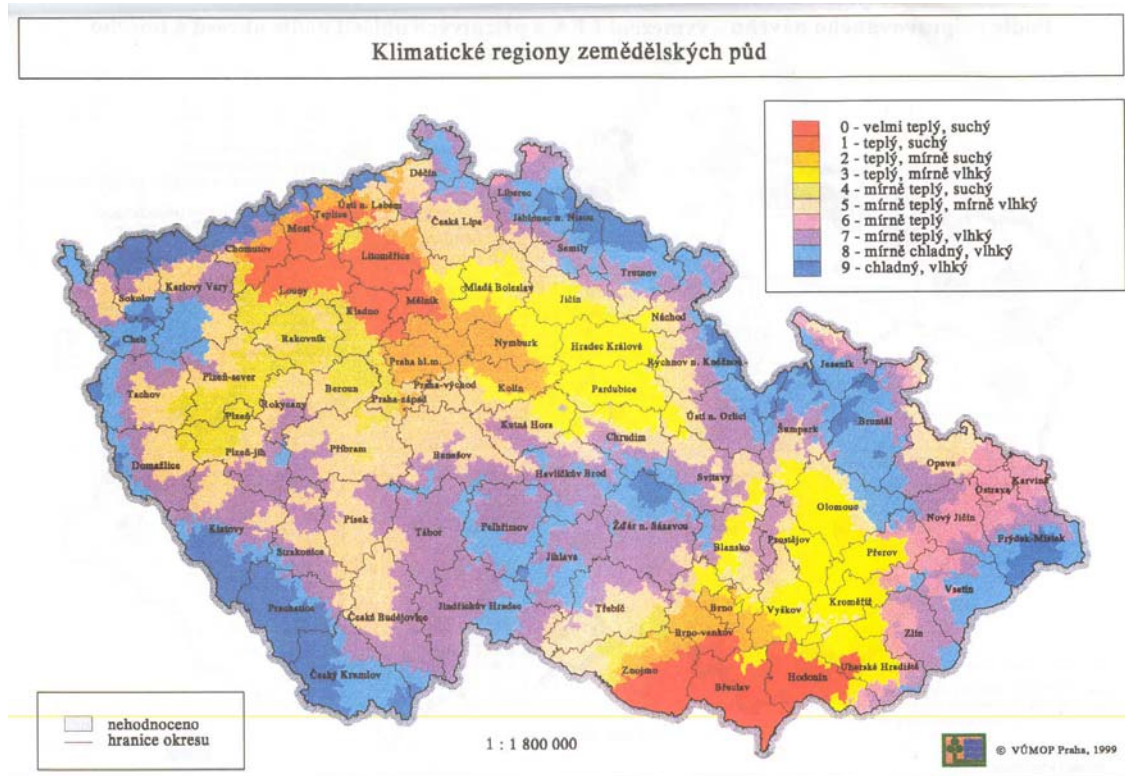 Klimatické regiony zemědělských půd
0 - velmi teplý, suchý
1 - teplý, suchý
2 - teplý, mírně suchý
3 - teplý, mírně vlhký
4 - mírně teplý, suchý
5 - mírně teplý, mírně vlhký
6 - mírně teplý
7 - mírně teplý, vlhký
8 - mírně chladný, vlhký
9 - chladný, vlhký
Děčín
Ústí n. Labem
Teplice
Liberec
Most
Česká Lípa
Jablonec n. Nisou
Chomutov
Litoměřice
Semily
Trutnov
Karlovy Vary
Sokolov
Louny
Mělník
Mladá Boleslav
Jičín
Kladno
Náchod
Cheb
Rakovník
Nymburk
Hradec Králové
Praha hl.m.
Rychnov n. Kněžnou
Jeseník
Plzeň-sever
Beroun
Praha-východ
Kolín
Pardubice
Tachov
Praha-západ
Rokycany
Plzeň
Ústí n. Orlicí
Šumperk
Bruntál
Kutná Hora
Chrudim
Příbram
Plzeň-jih
Benešov
Domažlice
Havlíčkův Brod
Opava
Svitavy
Karviná
Ostrava
Olomouc
Nový Jičín
Písek
Klatovy
Tábor
Pelhřimov
Žďár n. Sázavou
Jihlava
Blansko
Prostějov
Přerov
Frýdek-Místek
Strakonice
Vsetín
Prachatice
České Budějovice
Jindřichův Hradec
Třebíč
Brno
Vyškov
Kroměříž
Brno-venkov
Zlín
Český Krumlov
Znojmo
Břeclav
Hodonín
Uherské Hradiště
nehodnoceno
hranice okresu
1 : 1 800 000
© VÚMOP Praha, 1999